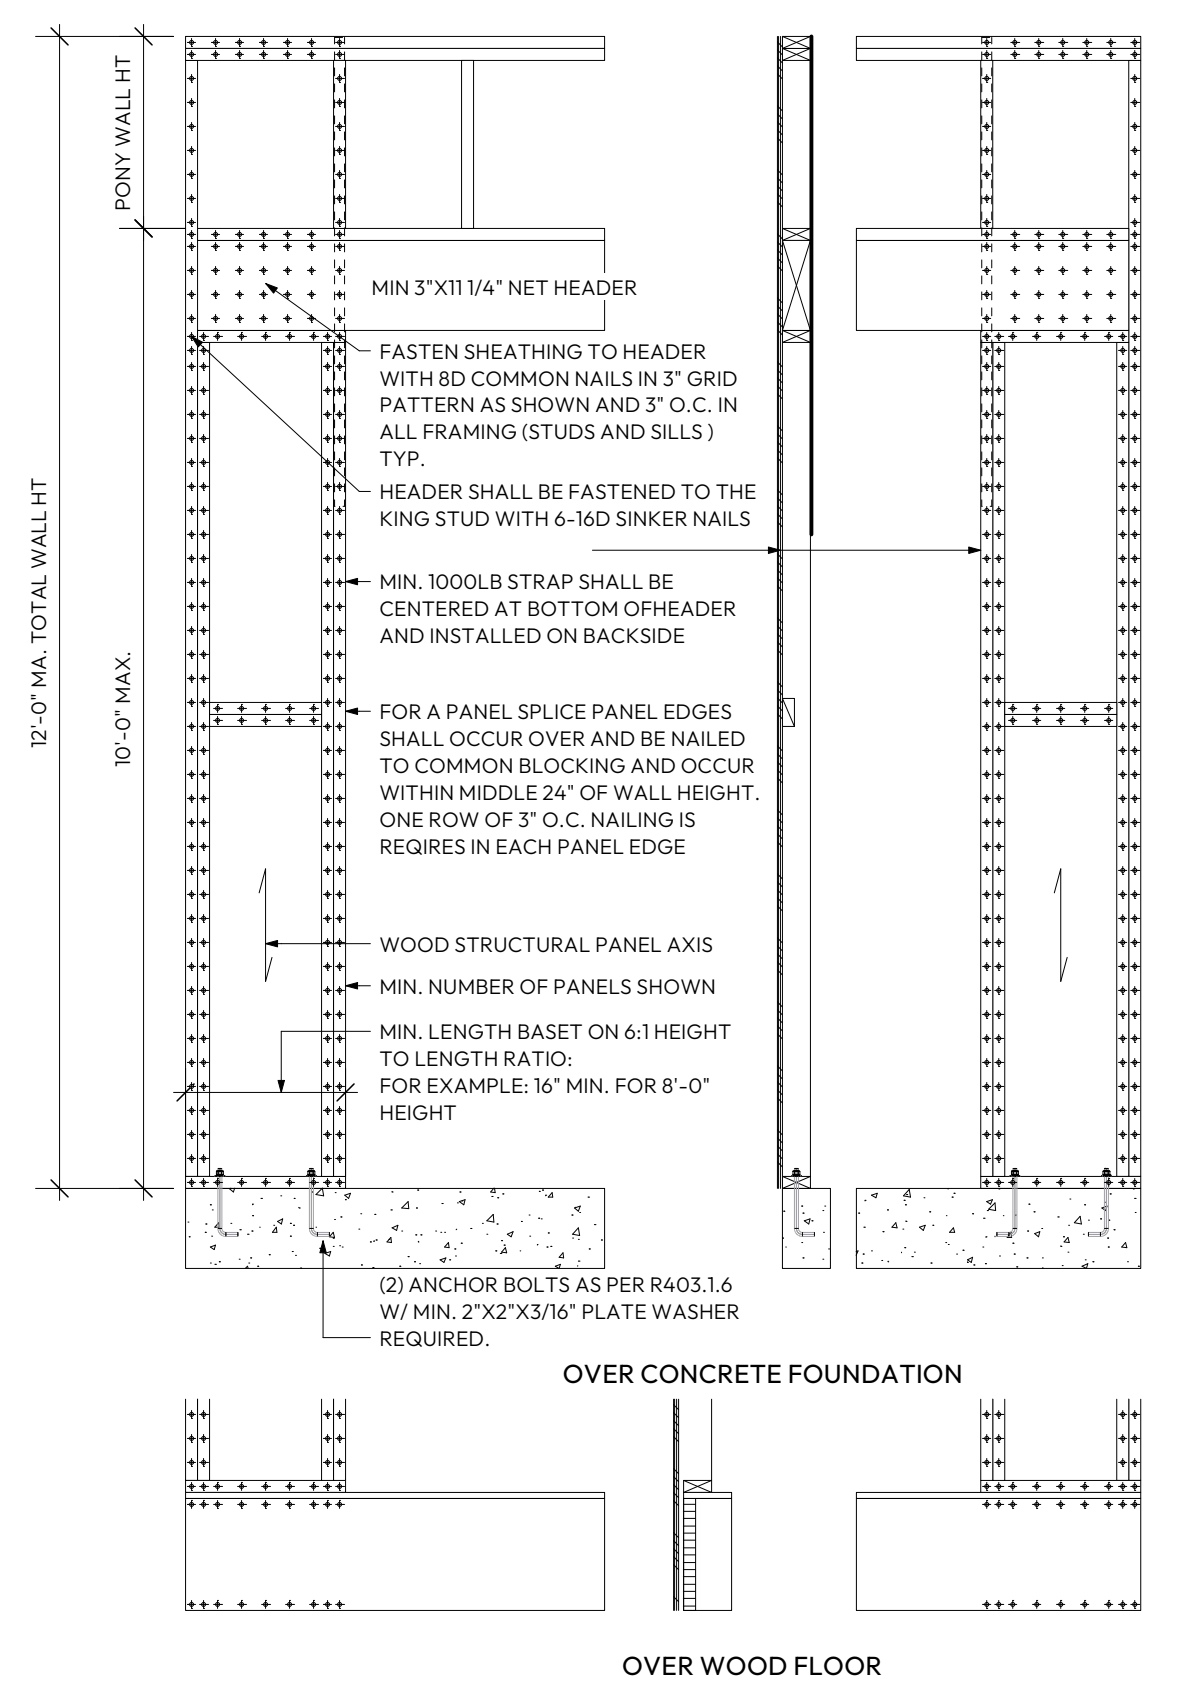 PONY WALL HT
12'-0" MA. TOTAL WALL HT
10'-0" MAX.
MIN 3"X11 1/4" NET HEADER
FASTEN SHEATHING TO HEADER
WITH 8D COMMON NAILS IN 3" GRID
PATTERN AS SHOWN AND 3" O.C. IN
ALL FRAMING (STUDS AND SILLS )
TYP.
HEADER SHALL BE FASTENED TO THE
KING STUD WITH 6-16D SINKER NAILS
MIN. 1000LB STRAP SHALL BE
CENTERED AT BOTTOM OFHEADER
AND INSTALLED ON BACKSIDE
FOR A PANEL SPLICE PANEL EDGES
SHALL OCCUR OVER AND BE NAILED
TO COMMON BLOCKING AND OCCUR
WITHIN MIDDLE 24" OF WALL HEIGHT.
ONE ROW OF 3" O.C. NAILING IS
REQIRES IN EACH PANEL EDGE
WOOD STRUCTURAL PANEL AXIS
MIN. NUMBER OF PANELS SHOWN
MIN. LENGTH BASET ON 6:1 HEIGHT
TO LENGTH RATIO:
FOR EXAMPLE: 16" MIN. FOR 8'-0"
HEIGHT
(2) ANCHOR BOLTS AS PER R403.1.6
W/ MIN. 2"X2"X3/16" PLATE WASHER
REQUIRED.
OVER CONCRETE FOUNDATION
OVER WOOD FLOOR